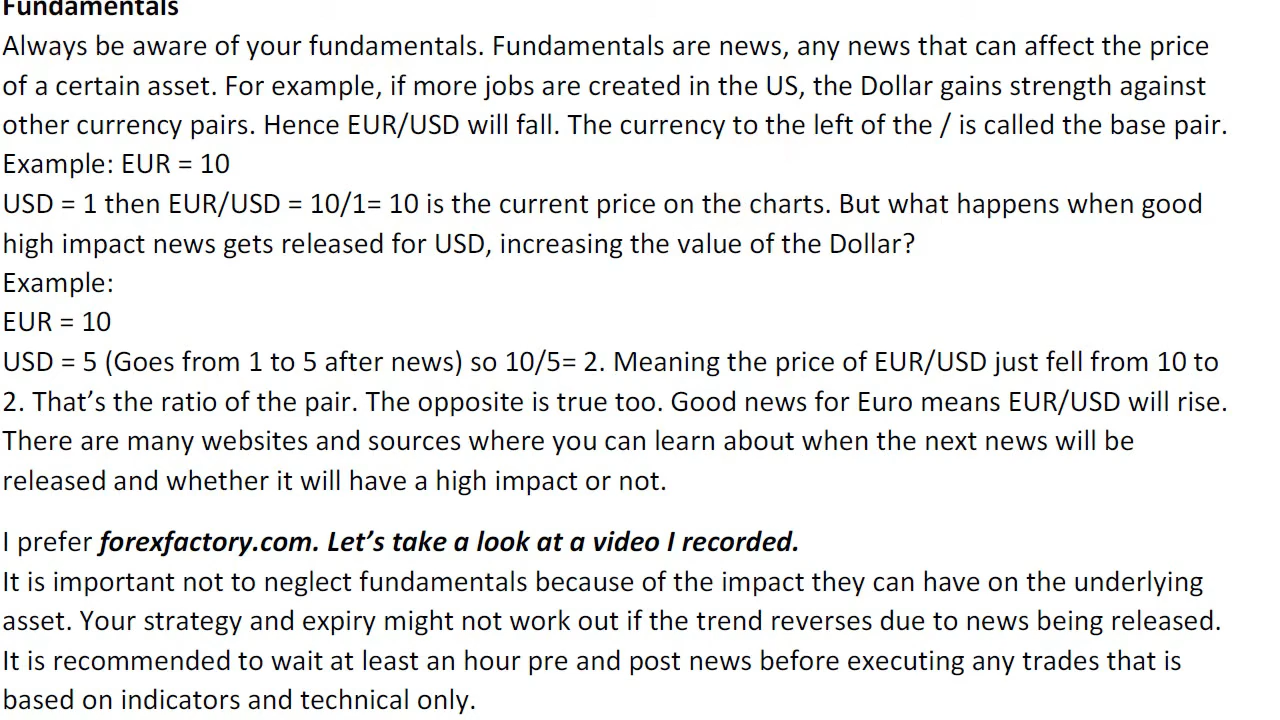 Fundamentals
Always be aware of your fundamentals. Fundamentals are news, any news that can affect the price
of a certain asset. For example, if more jobs are created in the US, the Dollar gains strength against
other currency pairs. Hence EUR/USD will fall. The currency to the left of the / is called the base pair.
Example: EUR = 10
USD = 1 then EUR/USD = 10/1= 10 is the current price on the charts. But what happens when good
high impact news gets released for USD, increasing the value of the Dollar?
Example:
EUR = 10
USD = 5 (Goes from 1 to 5 after news) so 10/5= 2. Meaning the price of EUR/USD just fell from 10 to
2. That’s the ratio of the pair. The opposite is true too. Good news for Euro means EUR/USD will rise.
There are many websites and sources where you can learn about when the next news will be
released and whether it will have a high impact or not.
I prefer forexfactory.com. Let’s take a look at a video I recorded.
It is important not to neglect fundamentals because of the impact they can have on the underlying
asset. Your strategy and expiry might not work out if the trend reverses due to news being released.
It is recommended to wait at least an hour pre and post news before executing any trades that is
based on indicators and technical only.